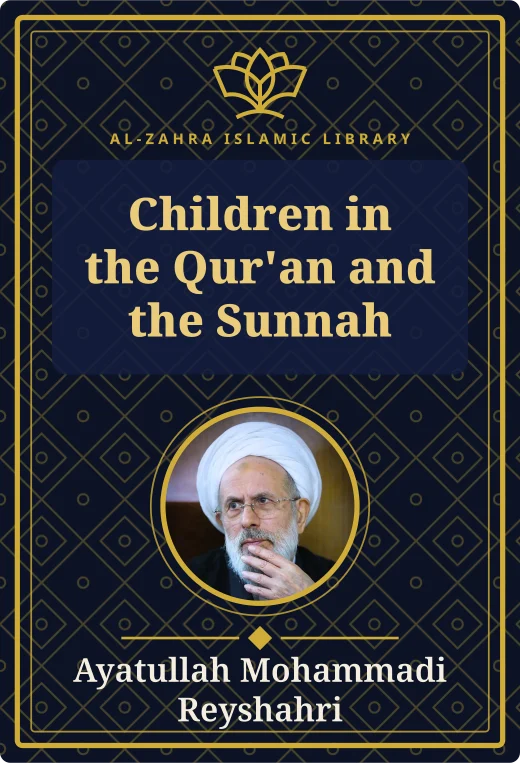 AL-ZAHRA ISLAMIC LIBRARY
Children in
the Qur'an and
the Sunnah
Ayatullah Mohammadi
Reyshahri